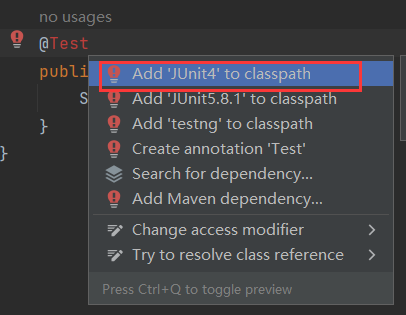 no usages
@Test
publi
Add 'JUnit4' to classpath
S
Add 'JUnit5.8.1' to classpath
}
Add 'testng' to classpath
}
Create annotation 'Test'
Search for dependency...
Add Maven dependency...
Change access modifier
Try to resolve class reference
Press Ctrl+Q to toggle preview